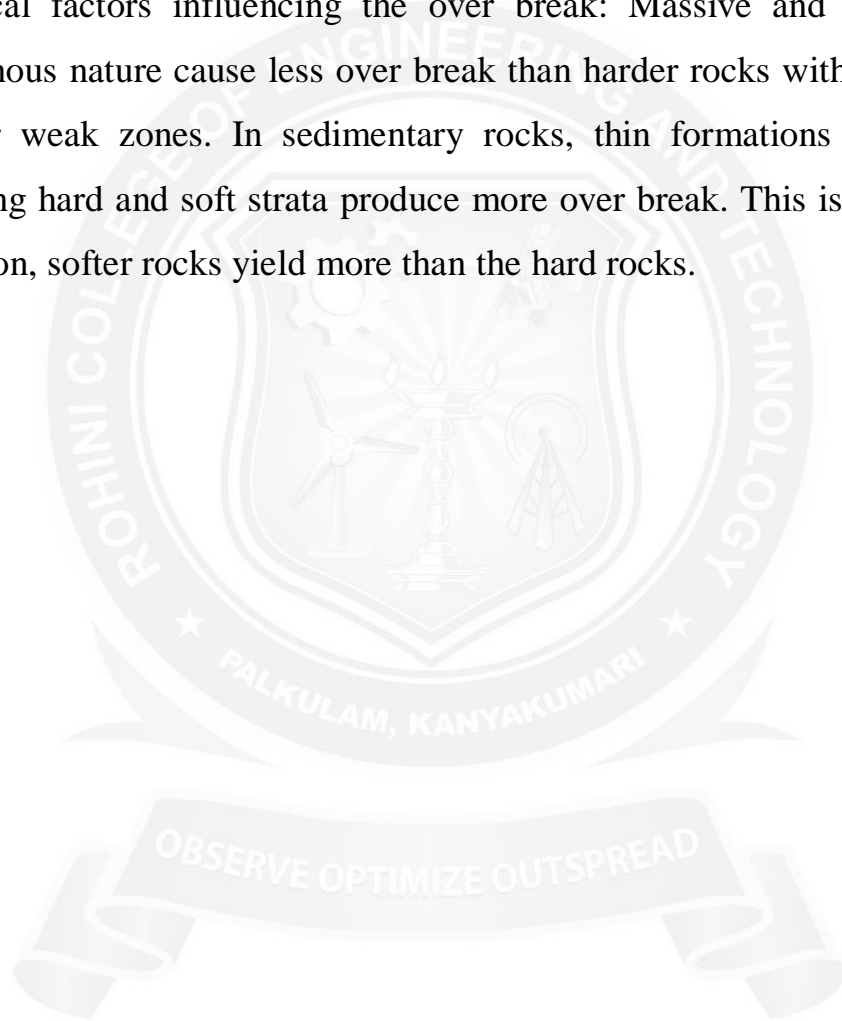 cal factors influencing the over break: Massive and
nous nature cause less over break than harder rocks with
weak zones. In sedimentary rocks, thin formations
ng hard and soft strata produce more over break. This is
on, softer rocks yield more than the hard rocks.
ROHINI COLLEGE OF ENGINEERING AND TECHNOLOGY
PALKULAM, KANYAKUMARI
OBSERVE OPTIMIZE OUTSPREAD